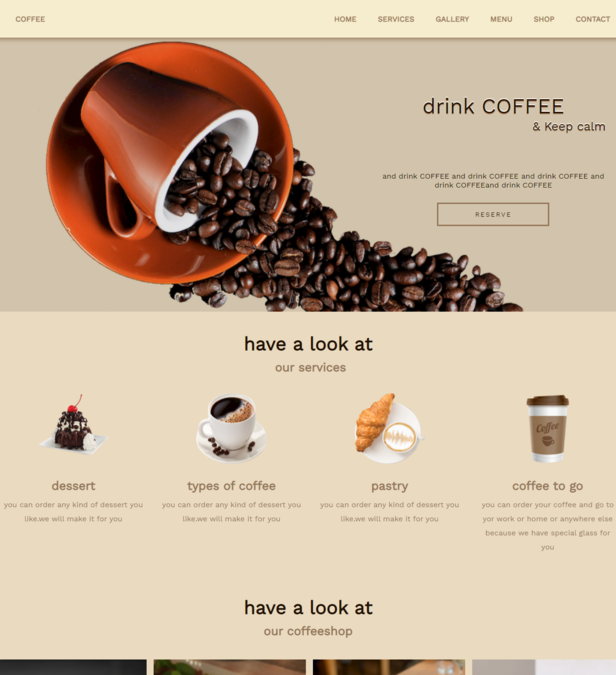 COFFEE
HOME SERVICES GALLERY MENU SHOP CONTACT
drink COFFEE
& Keep calm
and drink COFFEE and drink COFFEE and drink COFFEE and
drink COFFEEand drink COFFEE
RESERVE
have a look at
our services
dessert
you can order any kind of dessert you
like.we will make it for you
types of coffee
you can order any kind of dessert you
like.we will make it for you
pastry
you can order any kind of dessert you
like.we will make it for you
Coffee
coffee to go
you can order your coffee and go to
yor work or home or anywhere else
because we have special glass for
you
have a look at
our coffeeshop